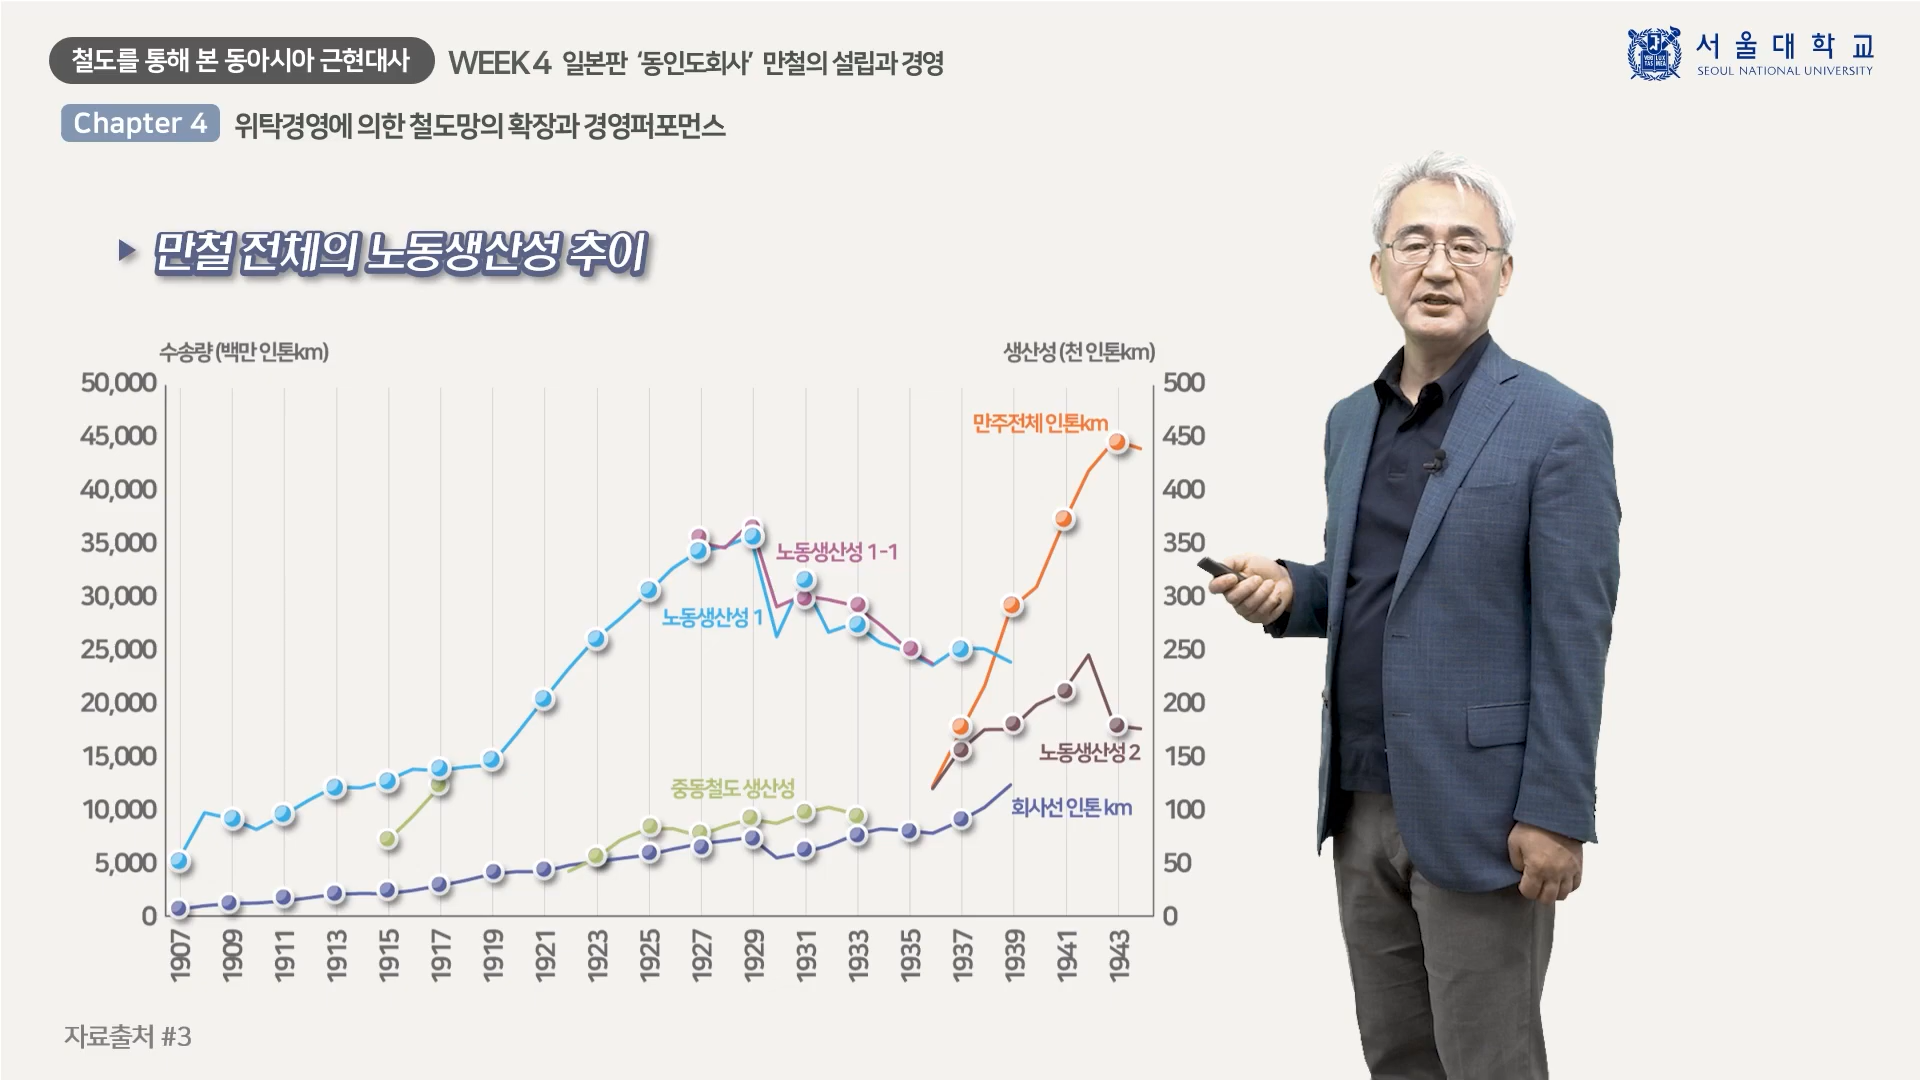 철도를 통해 본 동아시아 근현대사 WEEK 4 일본판 '동인도회사' 만철의 설립과 경영
서울대학교
SEOUL NATIONAL UNIVERSITY
Chapter 4 위탁경영에 의한 철도망의 확장과 경영퍼포먼스
만철 전체의 노동생산성 추이
수송량 (백만 인톤km) 생산성 (천 인톤km)
50,000 500
만주전체 인톤km
45,000 450
40,000 400
35,000 350
노동생산성 1-1
30,000 300
노동생산성 1
25,000 250
20,000 200
노동생산성 2
15,000 150
중동철도 생산성
10,000 100
회사선 인톤 km
5,000 50
0 0
1907 1909 1911 1913 1915 1917 1919 1921 1923 1925 1927 1929 1931 1933 1935 1937 1939 1941 1943
자료출처 #3